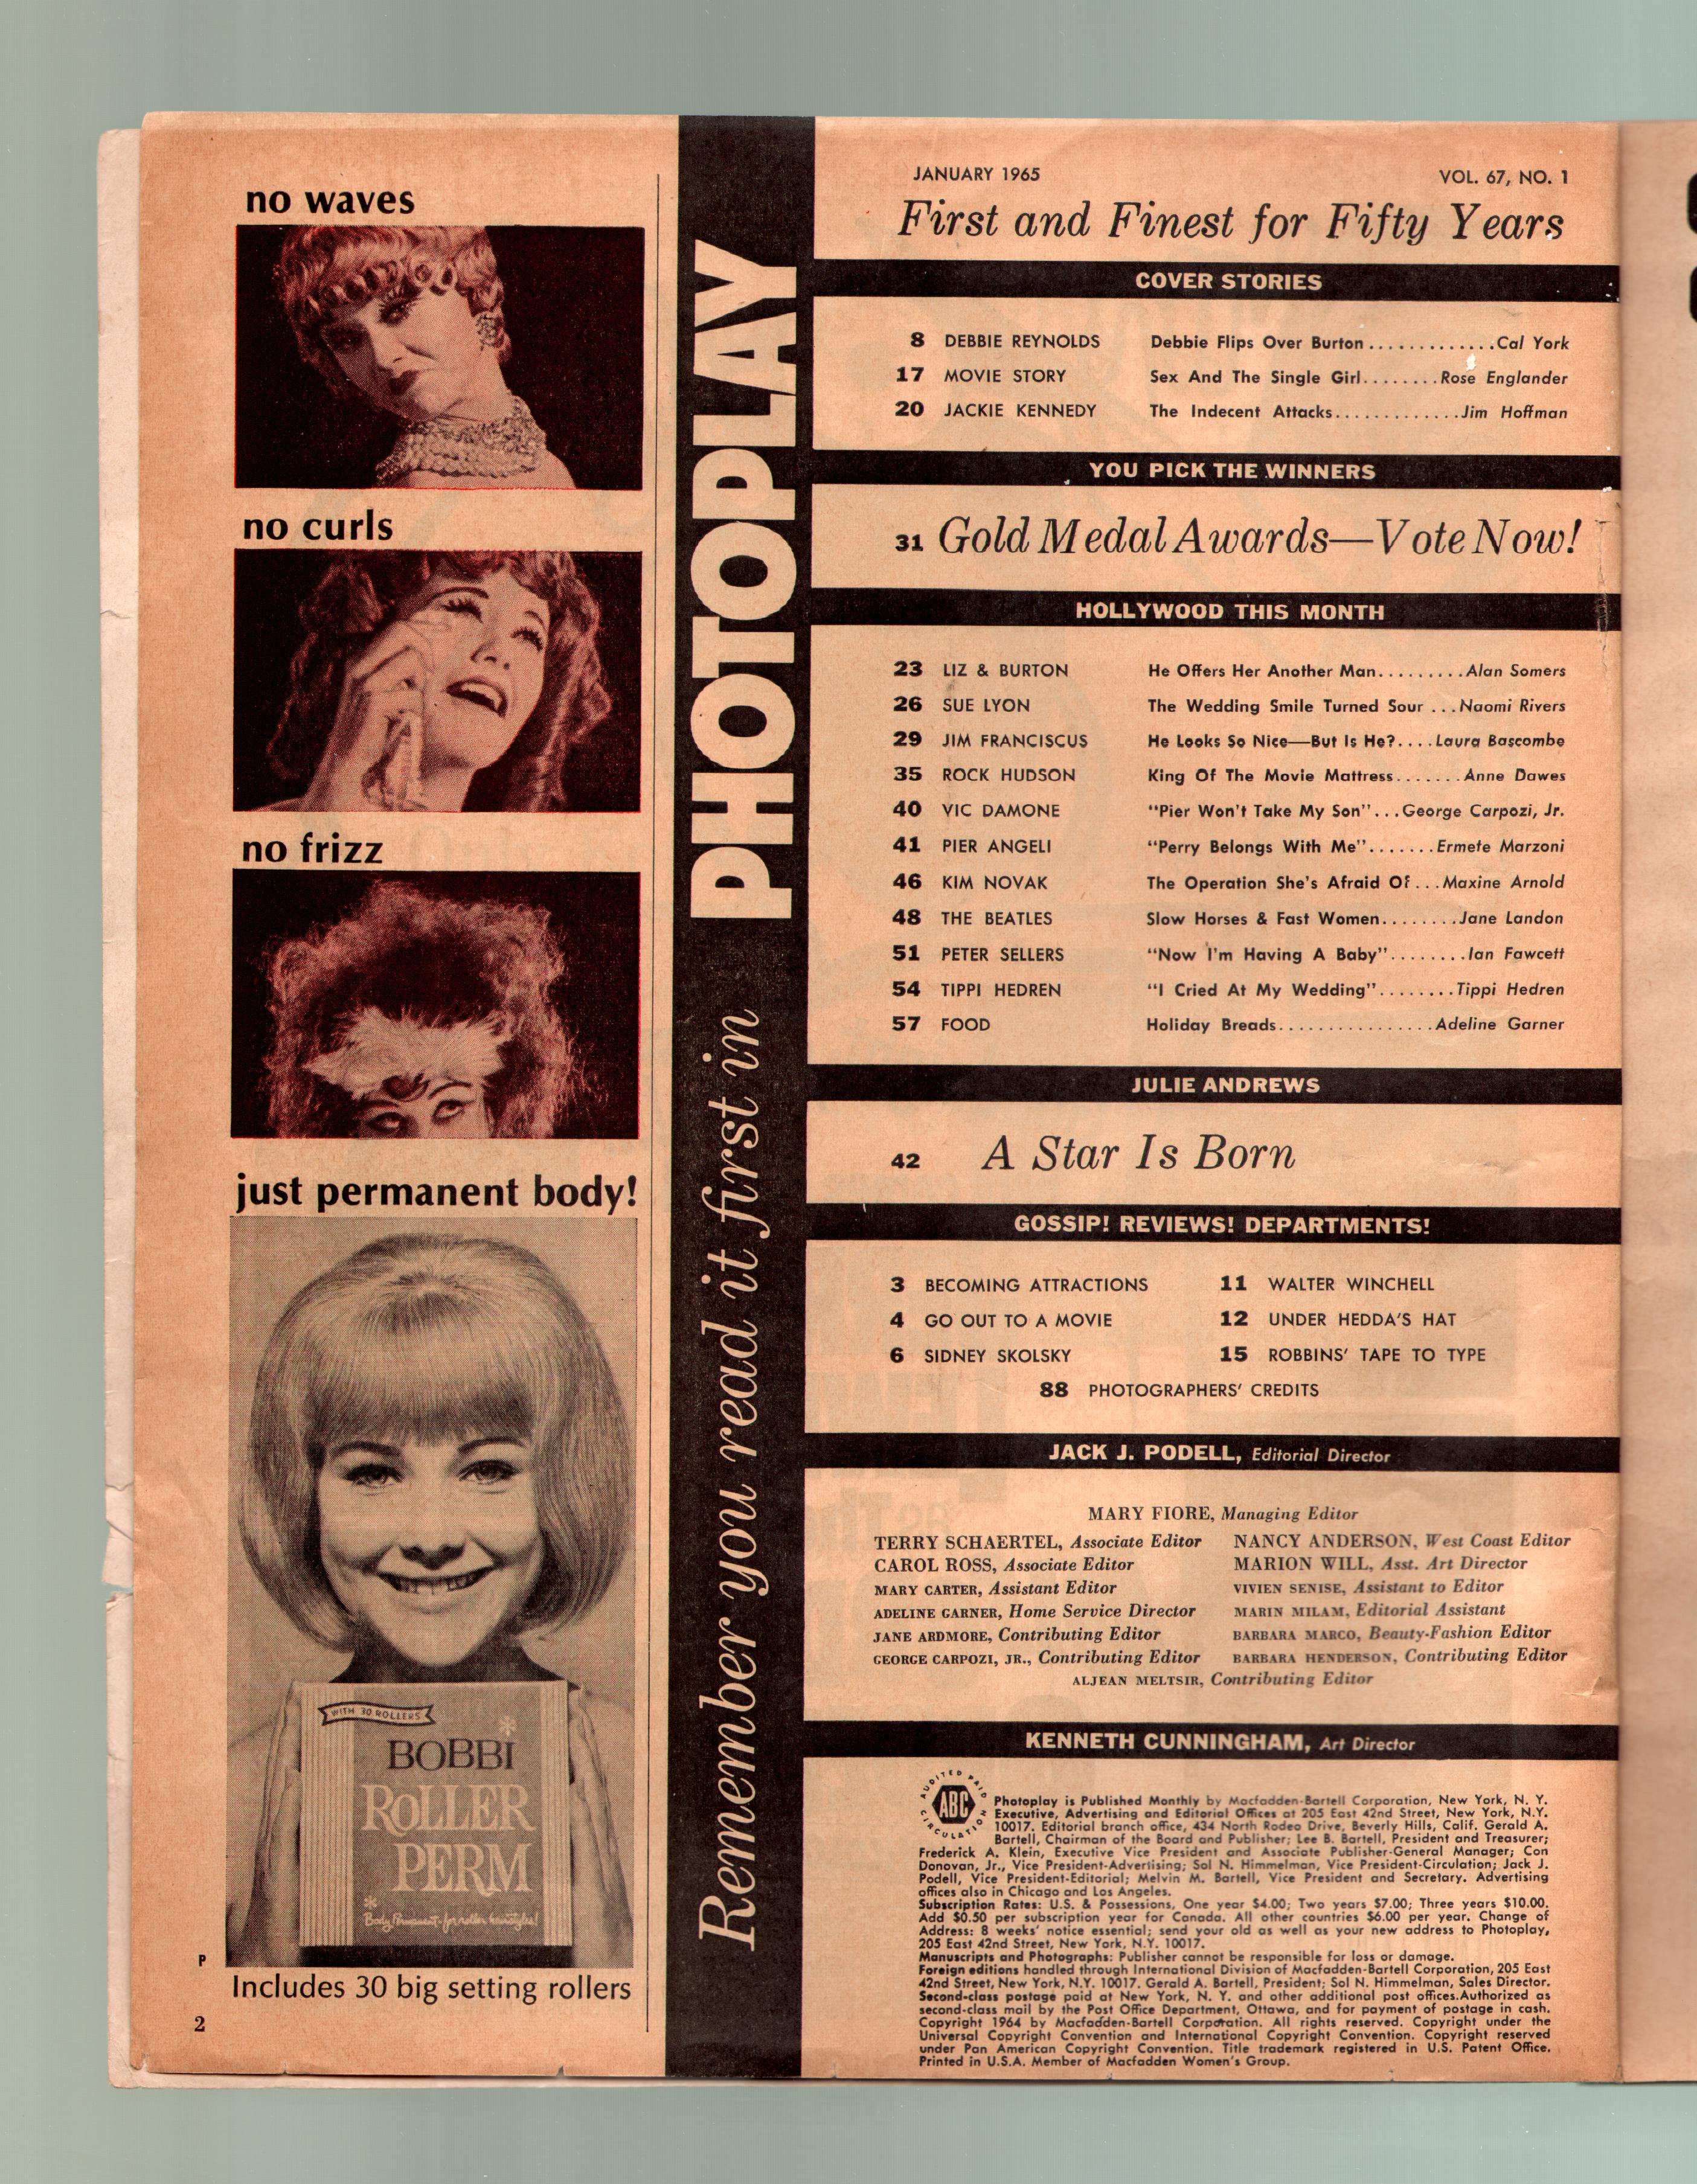 no waves
no curls
no frizz
just permanent body!
WITH 30 ROLLERS
BOBBI
ROLLER
PERM
Body Permanent-for roller hairstyles!
Includes 30 big setting rollers
P
2
Remember you read it first in PHOTOPLAY
JANUARY 1965 VOL. 67, NO. 1
First and Finest for Fifty Years
COVER STORIES
8 DEBBIE REYNOLDS Debbie Flips Over Burton .............Cal York
17 MOVIE STORY Sex And The Single Girl........Rose Englander
20 JACKIE KENNEDY The Indecent Attacks.............Jim Hoffman
YOU PICK THE WINNERS
31 Gold Medal Awards—Vote Now!
HOLLYWOOD THIS MONTH
23 LIZ & BURTON He Offers Her Another Man.........Alan Somers
26 SUE LYON The Wedding Smile Turned Sour ...Naomi Rivers
29 JIM FRANCISCUS He Looks So Nice—But Is He?....Laura Bascombe
35 ROCK HUDSON King Of The Movie Mattress.......Anne Dawes
40 VIC DAMONE "Pier Won't Take My Son"...George Carpozi, Jr.
41 PIER ANGELI "Perry Belongs With Me".......Ermete Marzoni
46 KIM NOVAK The Operation She's Afraid Of...Maxine Arnold
48 THE BEATLES Slow Horses & Fast Women........Jane Landon
51 PETER SELLERS "Now I'm Having A Baby"........Ian Fawcett
54 TIPPI HEDREN "I Cried At My Wedding"........Tippi Hedren
57 FOOD Holiday Breads................Adeline Garner
JULIE ANDREWS
42 A Star Is Born
GOSSIP! REVIEWS! DEPARTMENTS!
3 BECOMING ATTRACTIONS 11 WALTER WINCHELL
4 GO OUT TO A MOVIE 12 UNDER HEDDA'S HAT
6 SIDNEY SKOLSKY 15 ROBBINS' TAPE TO TYPE
88 PHOTOGRAPHERS' CREDITS
JACK J. PODELL, Editorial Director
MARY FIORE, Managing Editor
TERRY SCHAERTEL, Associate Editor NANCY ANDERSON, West Coast Editor
CAROL ROSS, Associate Editor MARION WILL, Asst. Art Director
MARY CARTER, Assistant Editor VIVIEN SENISE, Assistant to Editor
ADELINE GARNER, Home Service Director MARIN MILAM, Editorial Assistant
JANE ARDMORE, Contributing Editor BARBARA MARCO, Beauty-Fashion Editor
GEORGE CARPOZI, JR., Contributing Editor BARBARA HENDERSON, Contributing Editor
ALJEAN MELTSIR, Contributing Editor
KENNETH CUNNINGHAM, Art Director
AUDITED PAID CIRCULATION
ABC
Photoplay is Published Monthly by Macfadden-Bartell Corporation, New York, N. Y.
Executive, Advertising and Editorial Offices at 205 East 42nd Street, New York, N.Y.
10017. Editorial branch office, 434 North Rodeo Drive, Beverly Hills, Calif. Gerald A.
Bartell, Chairman of the Board and Publisher; Lee B. Bartell, President and Treasurer;
Frederick A. Klein, Executive Vice President and Associate Publisher-General Manager; Con
Donovan, Jr., Vice President-Advertising; Sol N. Himmelman, Vice President-Circulation; Jack J.
Podell, Vice President-Editorial; Melvin M. Bartell, Vice President and Secretary. Advertising
offices also in Chicago and Los Angeles.
Subscription Rates: U.S. & Possessions, One year $4.00; Two years $7.00; Three years $10.00.
Add $0.50 per subscription year for Canada. All other countries $6.00 per year. Change of
Address: 8 weeks' notice essential; send your old as well as your new address to Photoplay,
205 East 42nd Street, New York, N.Y. 10017.
Manuscripts and Photographs: Publisher cannot be responsible for loss or damage.
Foreign editions handled through International Division of Macfadden-Bartell Corporation, 205 East
42nd Street, New York, N.Y. 10017. Gerald A. Bartell, President; Sol N. Himmelman, Sales Director.
Second-class postage paid at New York, N. Y. and other additional post offices.Authorized as
second-class mail by the Post Office Department, Ottawa, and for payment of postage in cash.
Copyright 1964 by Macfadden-Bartell Corporation. All rights reserved. Copyright under the
Universal Copyright Convention and International Copyright Convention. Copyright reserved
under Pan American Copyright Convention. Title trademark registered in U.S. Patent Office.
Printed in U.S.A. Member of Macfadden Women's Group.